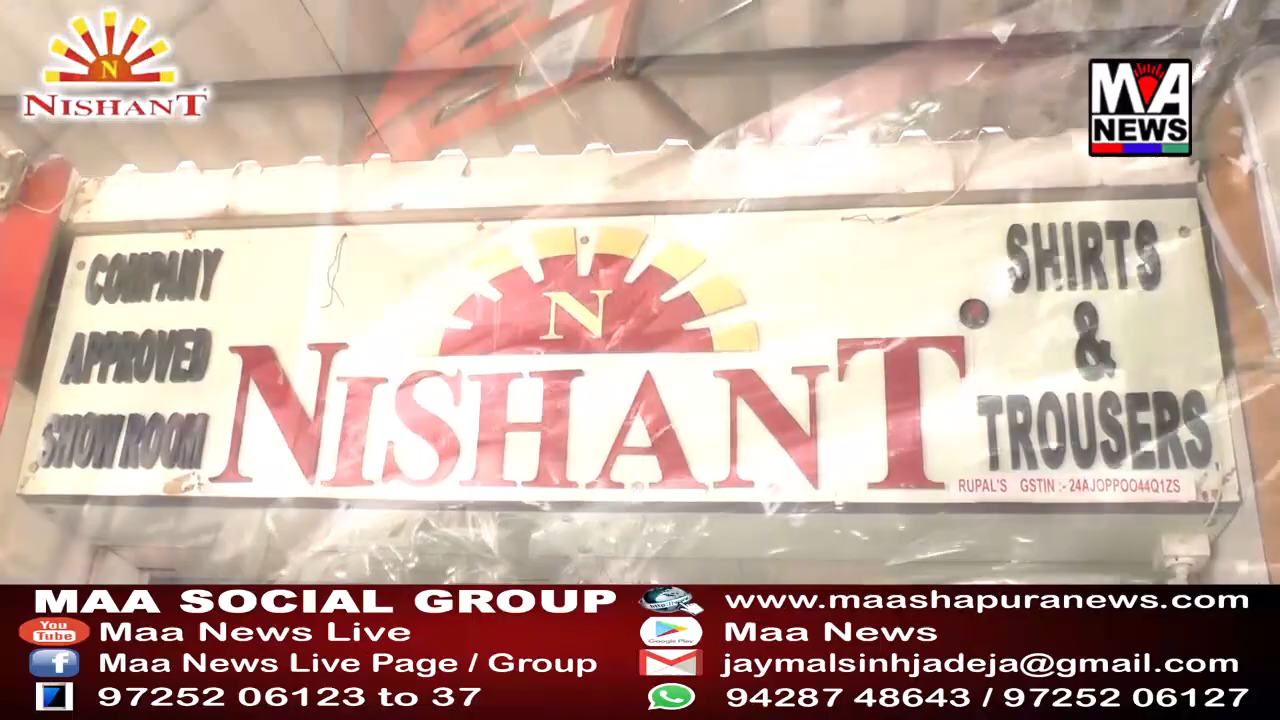 N
NISHANT
MAA
NEWS
COMPANY
APPROVED
SHOW ROOM
N
NISHANT
SHIRTS
&
TROUSERS
RUPAL'S GSTIN :- 24AJOPPOO44Q1ZS
MAA SOCIAL GROUP
You Tube Maa News Live
f Maa News Live Page / Group
97252 06123 to 37
http:// www.maashapuranews.com
Google Play Maa News
jaymalsinhjadeja@gmail.com
94287 48643 / 97252 06127